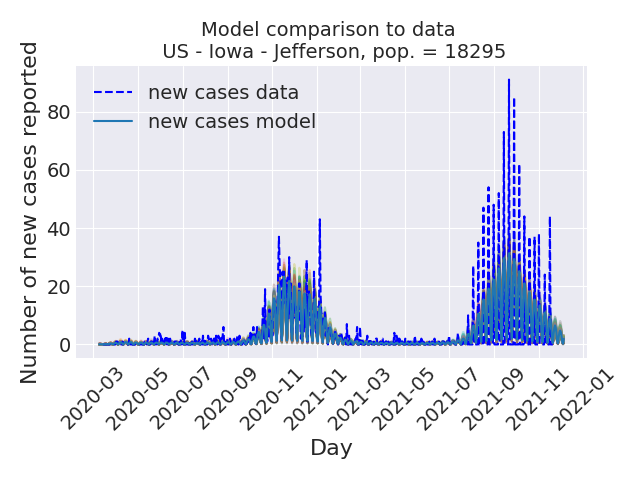 Model comparison to data
US - Iowa - Jefferson, pop. = 18295
Number of new cases reported
80
60
40
20
0
new cases data
new cases model
2020-03
2020-05
2020-07
2020-09
2020-11
2021-01
2021-03
2021-05
2021-07
2021-09
2021-11
2022-01
Day